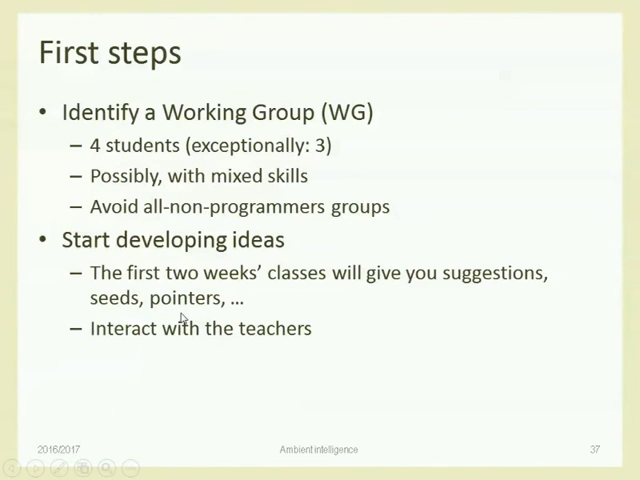 First steps
• Identify a Working Group (WG)
– 4 students (exceptionally: 3)
– Possibly, with mixed skills
– Avoid all-non-programmers groups
• Start developing ideas
– The first two weeks’ classes will give you suggestions,
seeds, pointers, …
– Interact with the teachers
2016/2017
Ambient intelligence
37